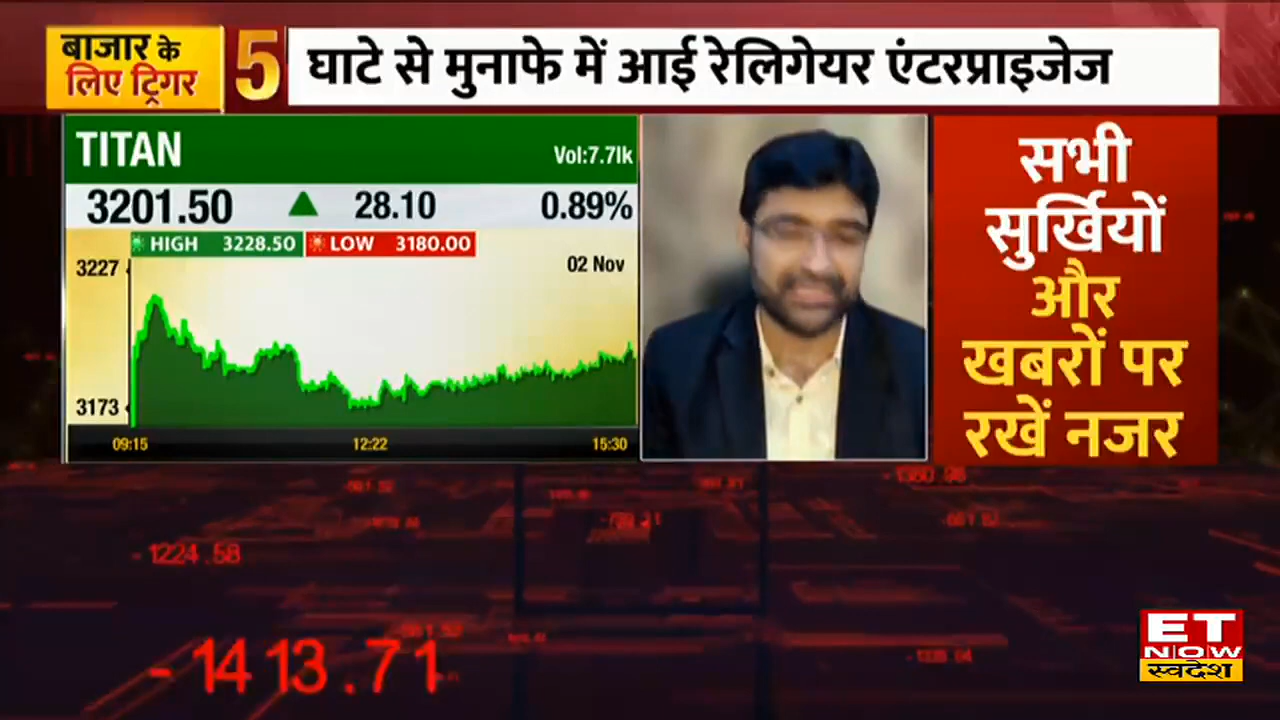 बाजार के
लिए ट्रिगर
5
घाटे से मुनाफे में आई रेलिगेयर एंटरप्राइजेज
TITAN
Vol:7.7lk
3201.50 ▲ 28.10 0.89%
HIGH 3228.50 LOW 3180.00
3227
02 Nov
3173
09:15 12:22 15:30
सभी
सुर्खियों
और
खबरों पर
रखें नजर
-1224.58
-1413.71
ET
NOW
स्वदेश